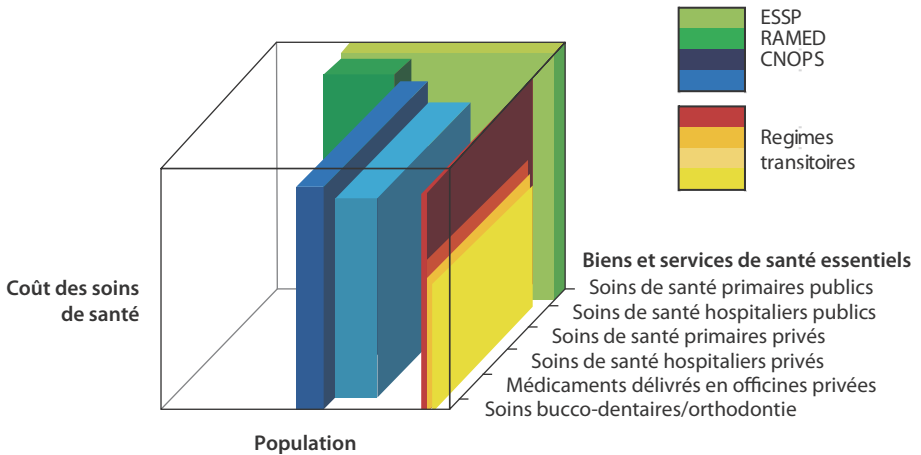 ESSP
RAMED
CNOPS
Regimes
transitoires
Biens et services de santé essentiels
Soins de santé primaires publics
Soins de santé hospitaliers publics
Soins de santé primaires privés
Soins de santé hospitaliers privés
Médicaments délivrés en officines privées
Soins bucco-dentaires/orthodontie
Coût des soins
de santé
Population